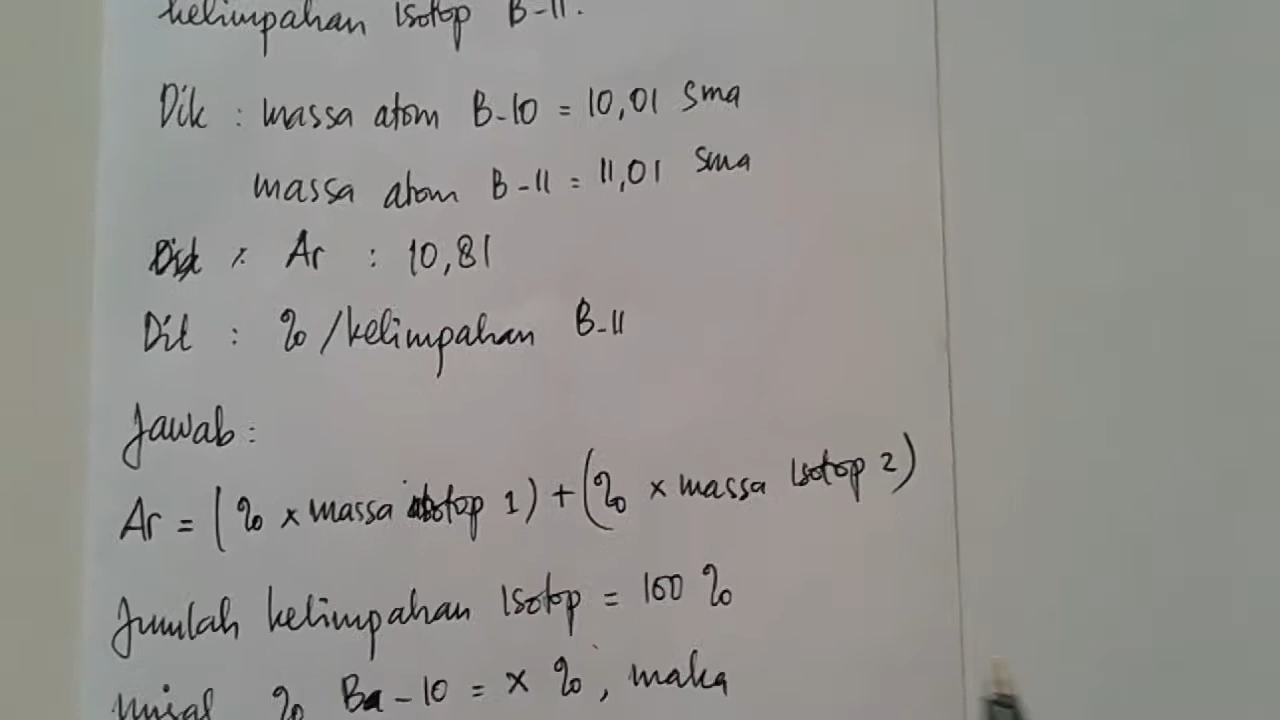 kelimpahan Isotop B-11.
Dik : massa atom B-10 = 10,01 sma
massa atom B-11 = 11,01 sma
Ar : 10,81
Dit : % /kelimpahan B-11
Jawab :
Ar = (% x massa isotop 1) + (% x massa Isotop 2)
Jumlah kelimpahan Isotop = 100 %
misal % Ba-10 = x %, maka